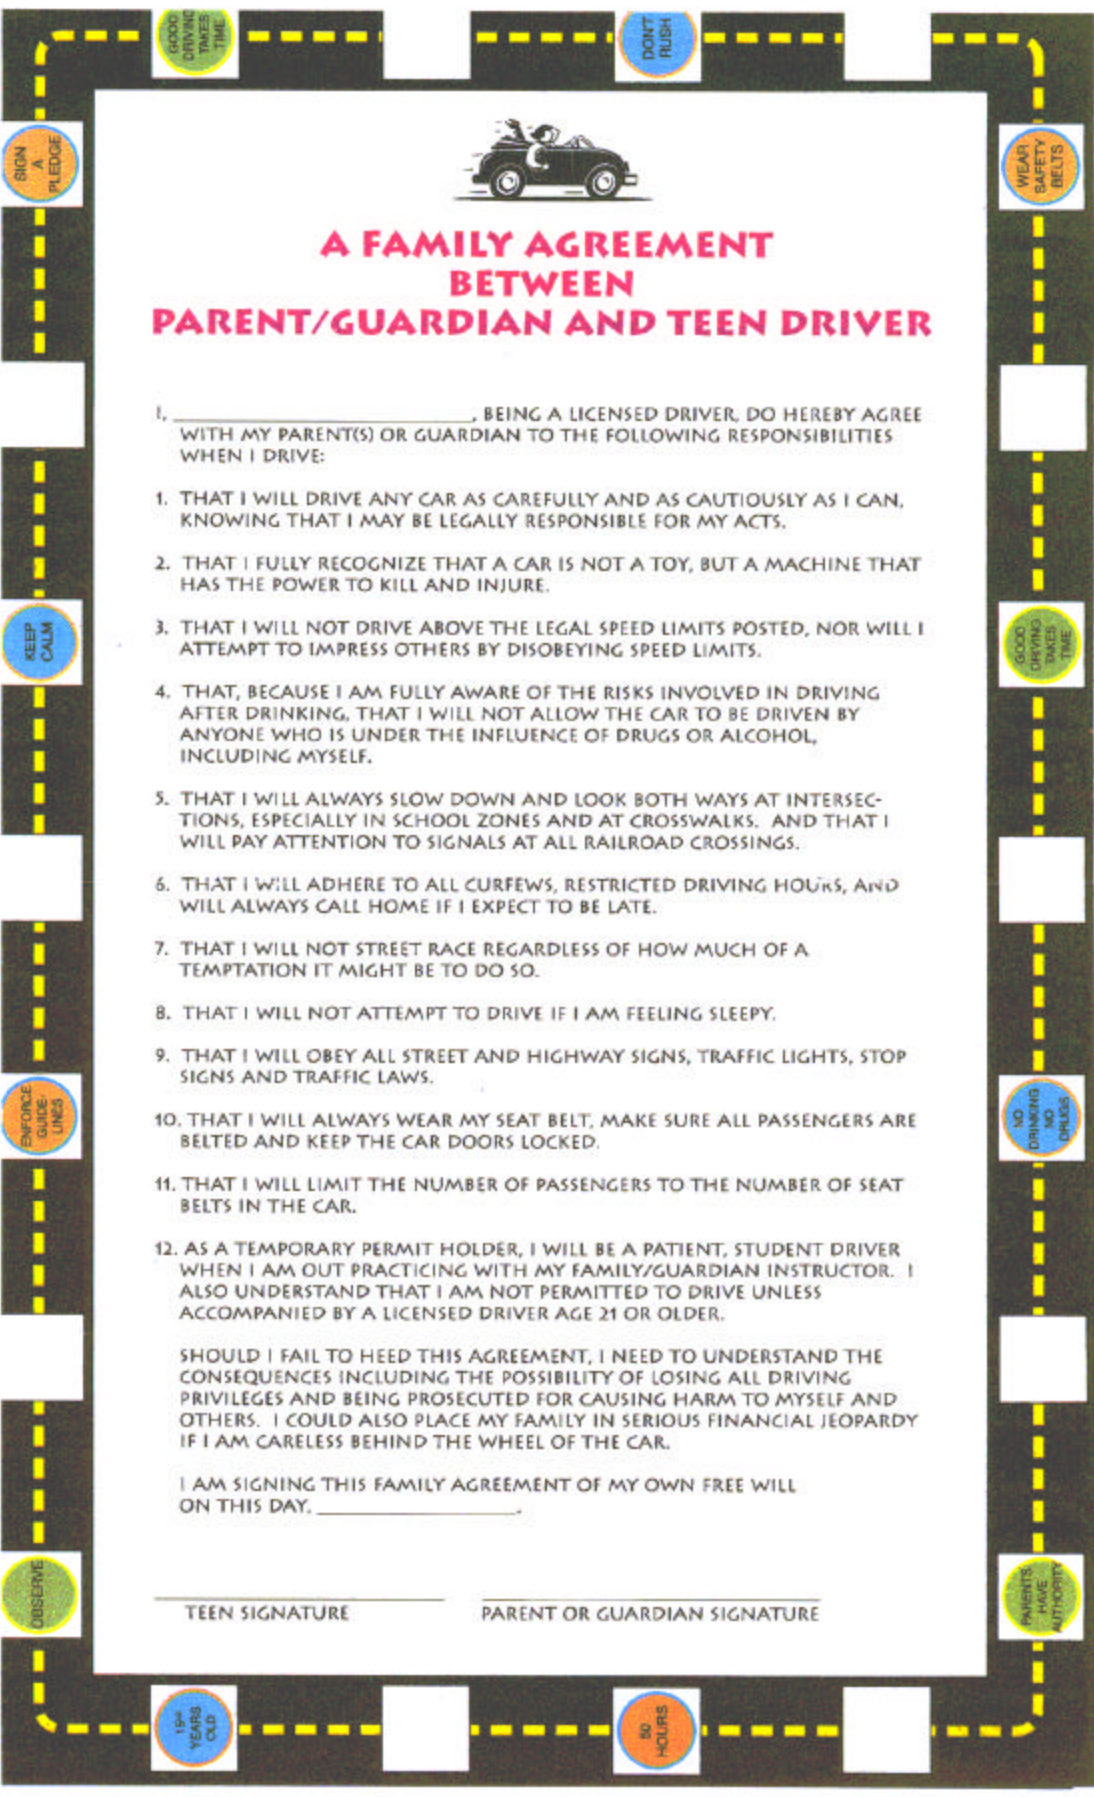 GOOD
DRIVING
TAKES
TIME
DON'T
RUSH
SIGN
A
PLEDGE
WEAR
SAFETY
BELTS
A FAMILY AGREEMENT
BETWEEN
PARENT/GUARDIAN AND TEEN DRIVER
I, ____________________________, BEING A LICENSED DRIVER, DO HEREBY AGREE
WITH MY PARENT(S) OR GUARDIAN TO THE FOLLOWING RESPONSIBILITIES
WHEN I DRIVE:
1. THAT I WILL DRIVE ANY CAR AS CAREFULLY AND AS CAUTIOUSLY AS I CAN,
KNOWING THAT I MAY BE LEGALLY RESPONSIBLE FOR MY ACTS.
2. THAT I FULLY RECOGNIZE THAT A CAR IS NOT A TOY, BUT A MACHINE THAT
HAS THE POWER TO KILL AND INJURE.
KEEP
CALM
GOOD
DRIVING
TAKES
TIME
3. THAT I WILL NOT DRIVE ABOVE THE LEGAL SPEED LIMITS POSTED, NOR WILL I
ATTEMPT TO IMPRESS OTHERS BY DISOBEYING SPEED LIMITS.
4. THAT, BECAUSE I AM FULLY AWARE OF THE RISKS INVOLVED IN DRIVING
AFTER DRINKING, THAT I WILL NOT ALLOW THE CAR TO BE DRIVEN BY
ANYONE WHO IS UNDER THE INFLUENCE OF DRUGS OR ALCOHOL,
INCLUDING MYSELF.
5. THAT I WILL ALWAYS SLOW DOWN AND LOOK BOTH WAYS AT INTERSEC-
TIONS, ESPECIALLY IN SCHOOL ZONES AND AT CROSSWALKS. AND THAT I
WILL PAY ATTENTION TO SIGNALS AT ALL RAILROAD CROSSINGS.
6. THAT I WILL ADHERE TO ALL CURFEWS, RESTRICTED DRIVING HOURS, AND
WILL ALWAYS CALL HOME IF I EXPECT TO BE LATE.
7. THAT I WILL NOT STREET RACE REGARDLESS OF HOW MUCH OF A
TEMPTATION IT MIGHT BE TO DO SO.
8. THAT I WILL NOT ATTEMPT TO DRIVE IF I AM FEELING SLEEPY.
9. THAT I WILL OBEY ALL STREET AND HIGHWAY SIGNS, TRAFFIC LIGHTS, STOP
SIGNS AND TRAFFIC LAWS.
ENFORCE
GUIDE-
LINES
NO
DRINKING
NO
DRUGS
10. THAT I WILL ALWAYS WEAR MY SEAT BELT, MAKE SURE ALL PASSENGERS ARE
BELTED AND KEEP THE CAR DOORS LOCKED.
11. THAT I WILL LIMIT THE NUMBER OF PASSENGERS TO THE NUMBER OF SEAT
BELTS IN THE CAR.
12. AS A TEMPORARY PERMIT HOLDER, I WILL BE A PATIENT, STUDENT DRIVER
WHEN I AM OUT PRACTICING WITH MY FAMILY/GUARDIAN INSTRUCTOR. I
ALSO UNDERSTAND THAT I AM NOT PERMITTED TO DRIVE UNLESS
ACCOMPANIED BY A LICENSED DRIVER AGE 21 OR OLDER.
SHOULD I FAIL TO HEED THIS AGREEMENT, I NEED TO UNDERSTAND THE
CONSEQUENCES INCLUDING THE POSSIBILITY OF LOSING ALL DRIVING
PRIVILEGES AND BEING PROSECUTED FOR CAUSING HARM TO MYSELF AND
OTHERS. I COULD ALSO PLACE MY FAMILY IN SERIOUS FINANCIAL JEOPARDY
IF I AM CARELESS BEHIND THE WHEEL OF THE CAR.
I AM SIGNING THIS FAMILY AGREEMENT OF MY OWN FREE WILL
ON THIS DAY, ___________________.
OBSERVE
PARENTS
HAVE
AUTHORITY
TEEN SIGNATURE
PARENT OR GUARDIAN SIGNATURE
YEARS
OLD
50
HOURS